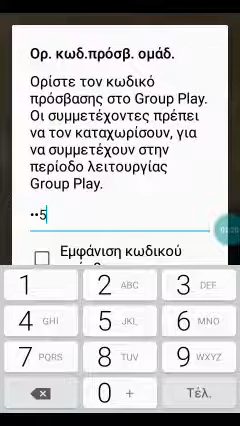 Ορ. κωδ.πρόσβ. ομάδ.
Ορίστε τον κωδικό
πρόσβασης στο Group Play.
Οι συμμετέχοντες πρέπει
να τον καταχωρίσουν, για
να συμμετέχουν στην
περίοδο λειτουργίας
Group Play.
••5
Εμφάνιση κωδικού
1 2 ABC 3 DEF
4 GHI 5 JKL 6 MNO
7 PQRS 8 TUV 9 WXYZ
0 + Τέλ.